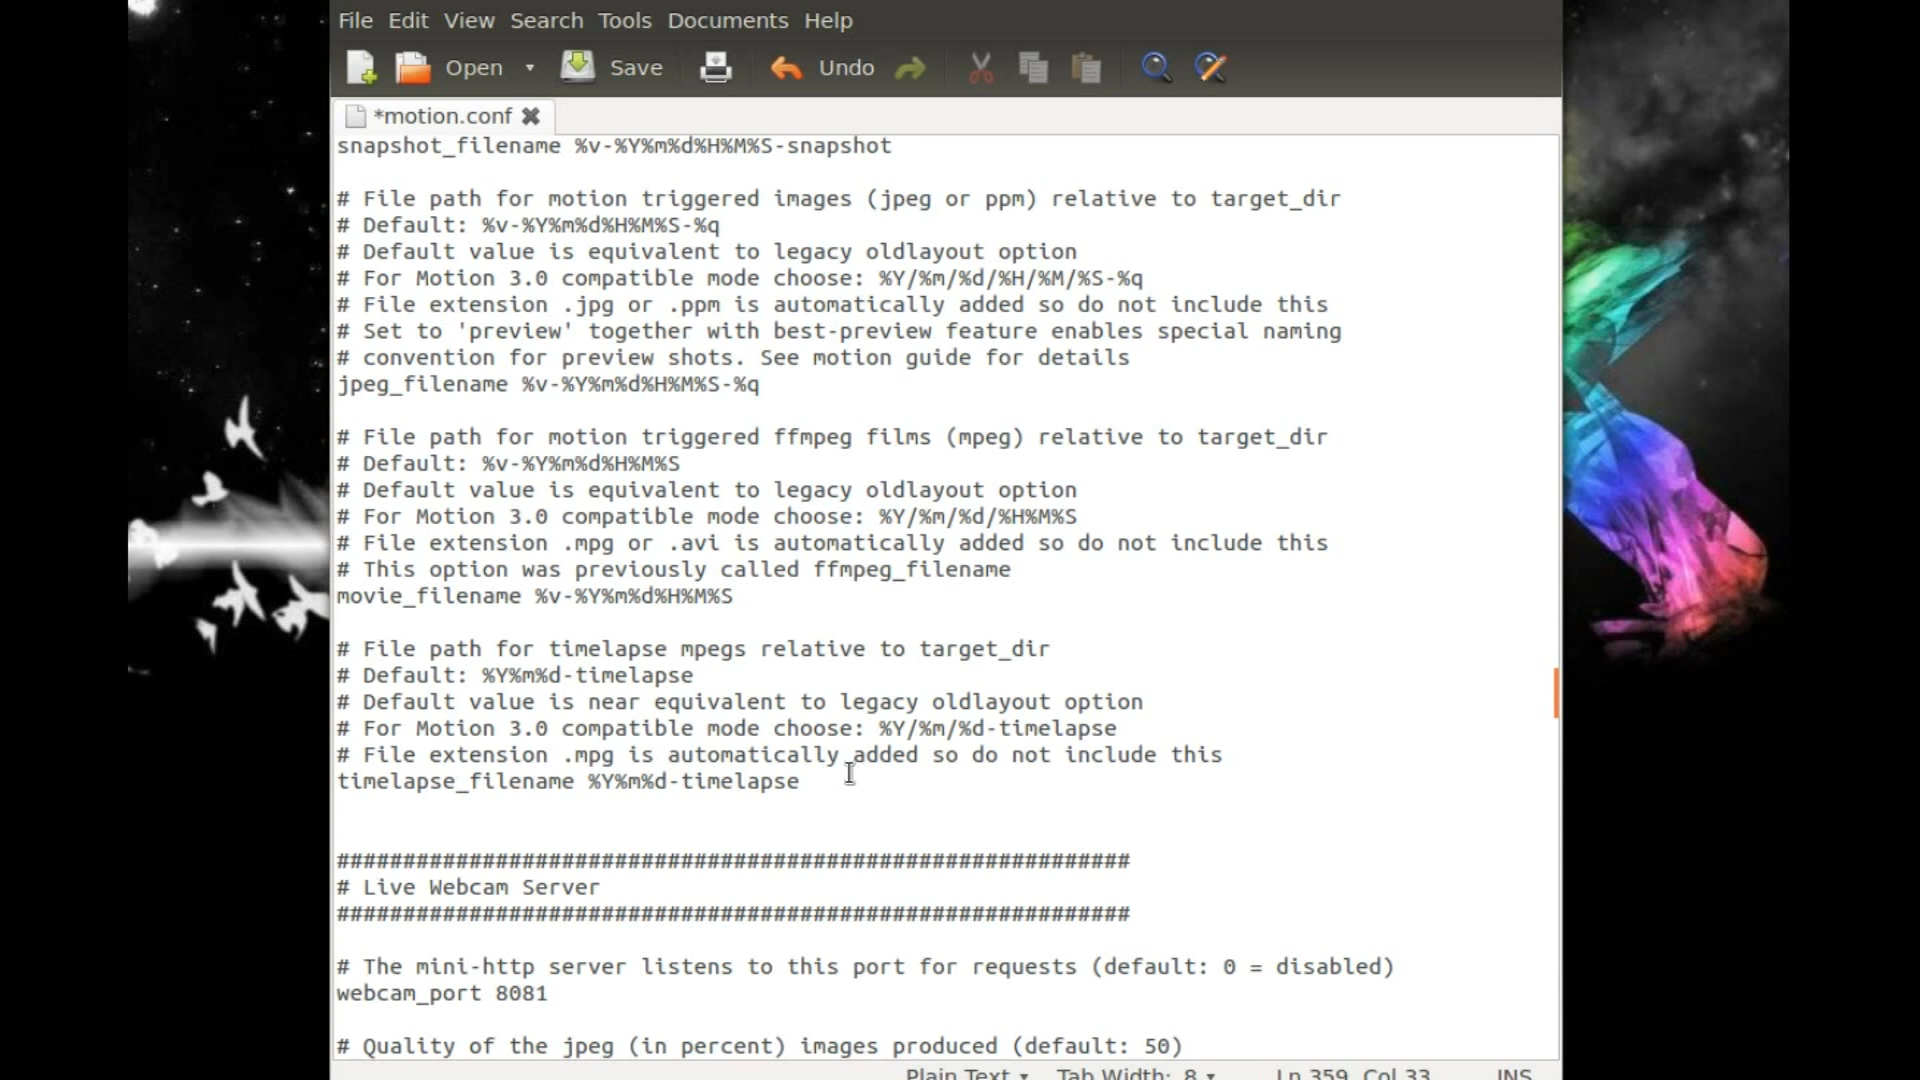 File Edit View Search Tools Documents Help
Open Save Undo
*motion.conf
snapshot_filename %v-%Y%m%d%H%M%S-snapshot
# File path for motion triggered images (jpeg or ppm) relative to target_dir
# Default: %v-%Y%m%d%H%M%S-%q
# Default value is equivalent to legacy oldlayout option
# For Motion 3.0 compatible mode choose: %Y/%m/%d/%H/%M/%S-%q
# File extension .jpg or .ppm is automatically added so do not include this
# Set to 'preview' together with best-preview feature enables special naming
# convention for preview shots. See motion guide for details
jpeg_filename %v-%Y%m%d%H%M%S-%q
# File path for motion triggered ffmpeg films (mpeg) relative to target_dir
# Default: %v-%Y%m%d%H%M%S
# Default value is equivalent to legacy oldlayout option
# For Motion 3.0 compatible mode choose: %Y/%m/%d/%H%M%S
# File extension .mpg or .avi is automatically added so do not include this
# This option was previously called ffmpeg_filename
movie_filename %v-%Y%m%d%H%M%S
# File path for timelapse mpegs relative to target_dir
# Default: %Y%m%d-timelapse
# Default value is near equivalent to legacy oldlayout option
# For Motion 3.0 compatible mode choose: %Y/%m/%d-timelapse
# File extension .mpg is automatically added so do not include this
timelapse_filename %Y%m%d-timelapse
############################################################
# Live Webcam Server
############################################################
# The mini-http server listens to this port for requests (default: 0 = disabled)
webcam_port 8081
# Quality of the jpeg (in percent) images produced (default: 50)
Plain Text Tab Width: 8 Ln 359, Col 33 INS